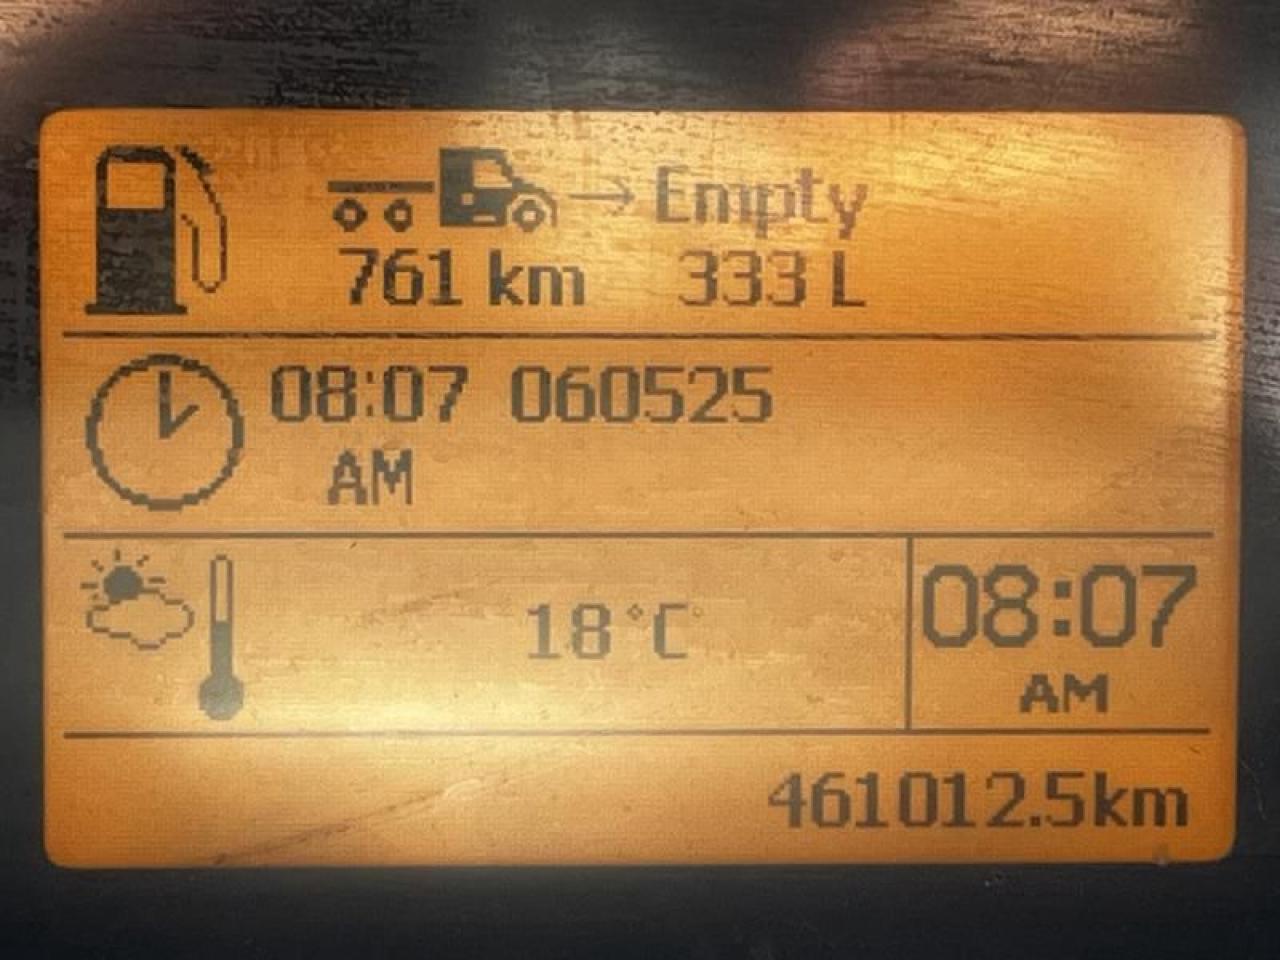 → Empty
761 km 333 L
08:07 060525
AM
18°C
08:07
AM
461012.5km